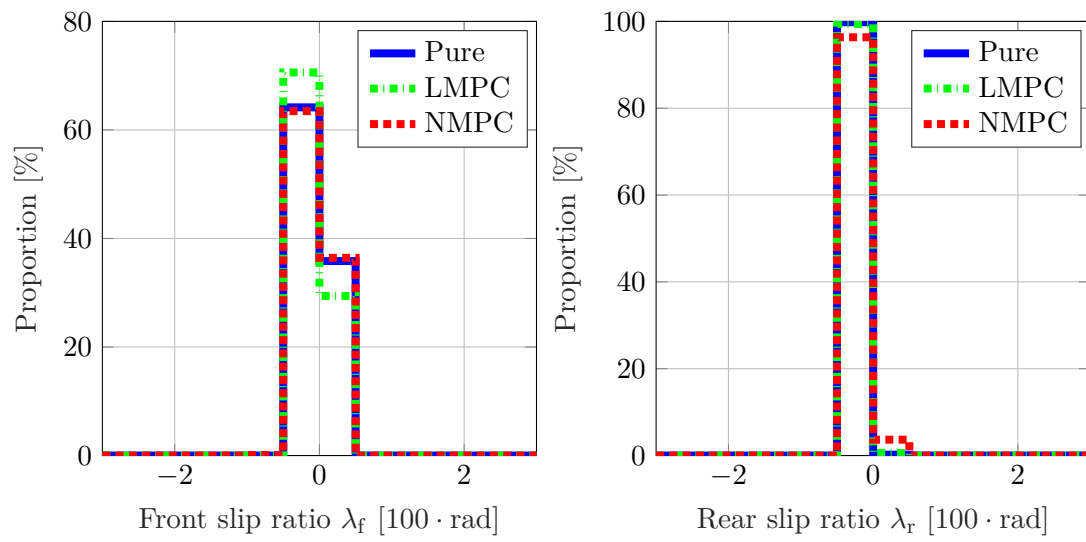 80
60
40
20
0
−2
0
2
Proportion [%]
Front slip ratio λf [100 · rad]
Pure
LMPC
NMPC
100
80
60
40
20
0
−2
0
2
Proportion [%]
Rear slip ratio λr [100 · rad]
Pure
LMPC
NMPC